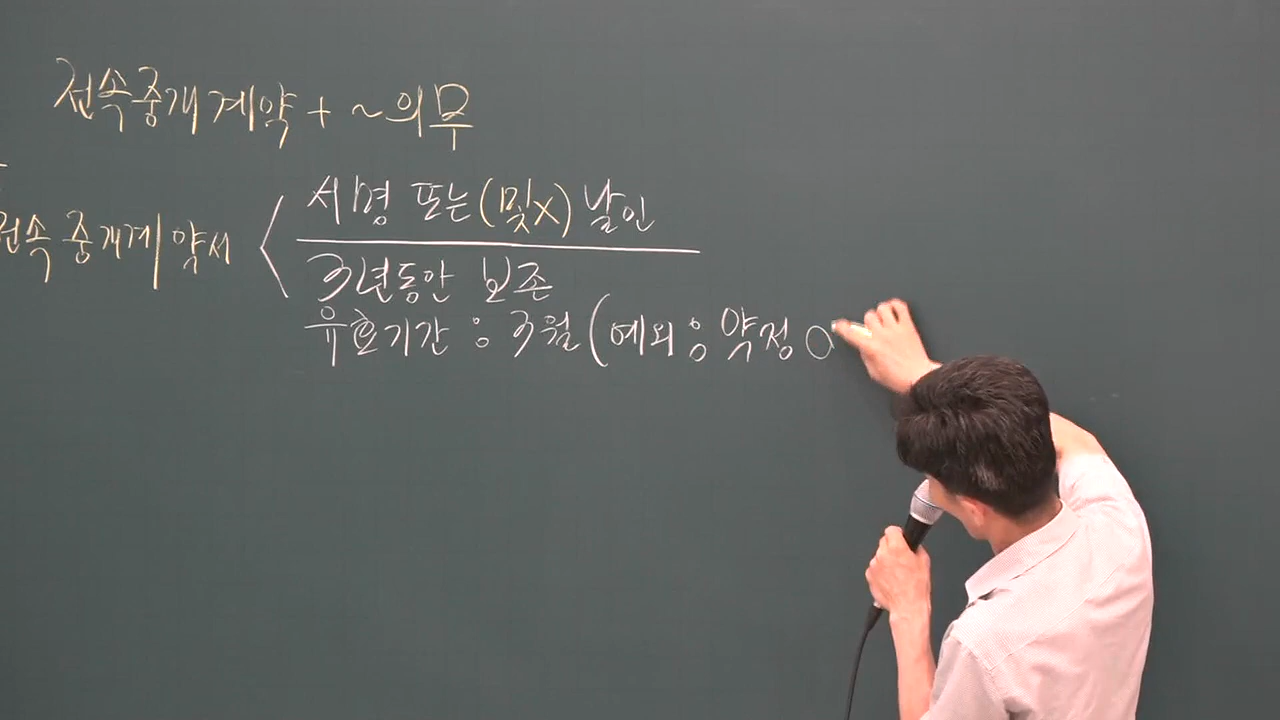 전속중개계약 + ~의무
전속중개계약서
서명 또는(및X)날인
3년동안 보존
유효기간 : 3월(예외 : 약정 O